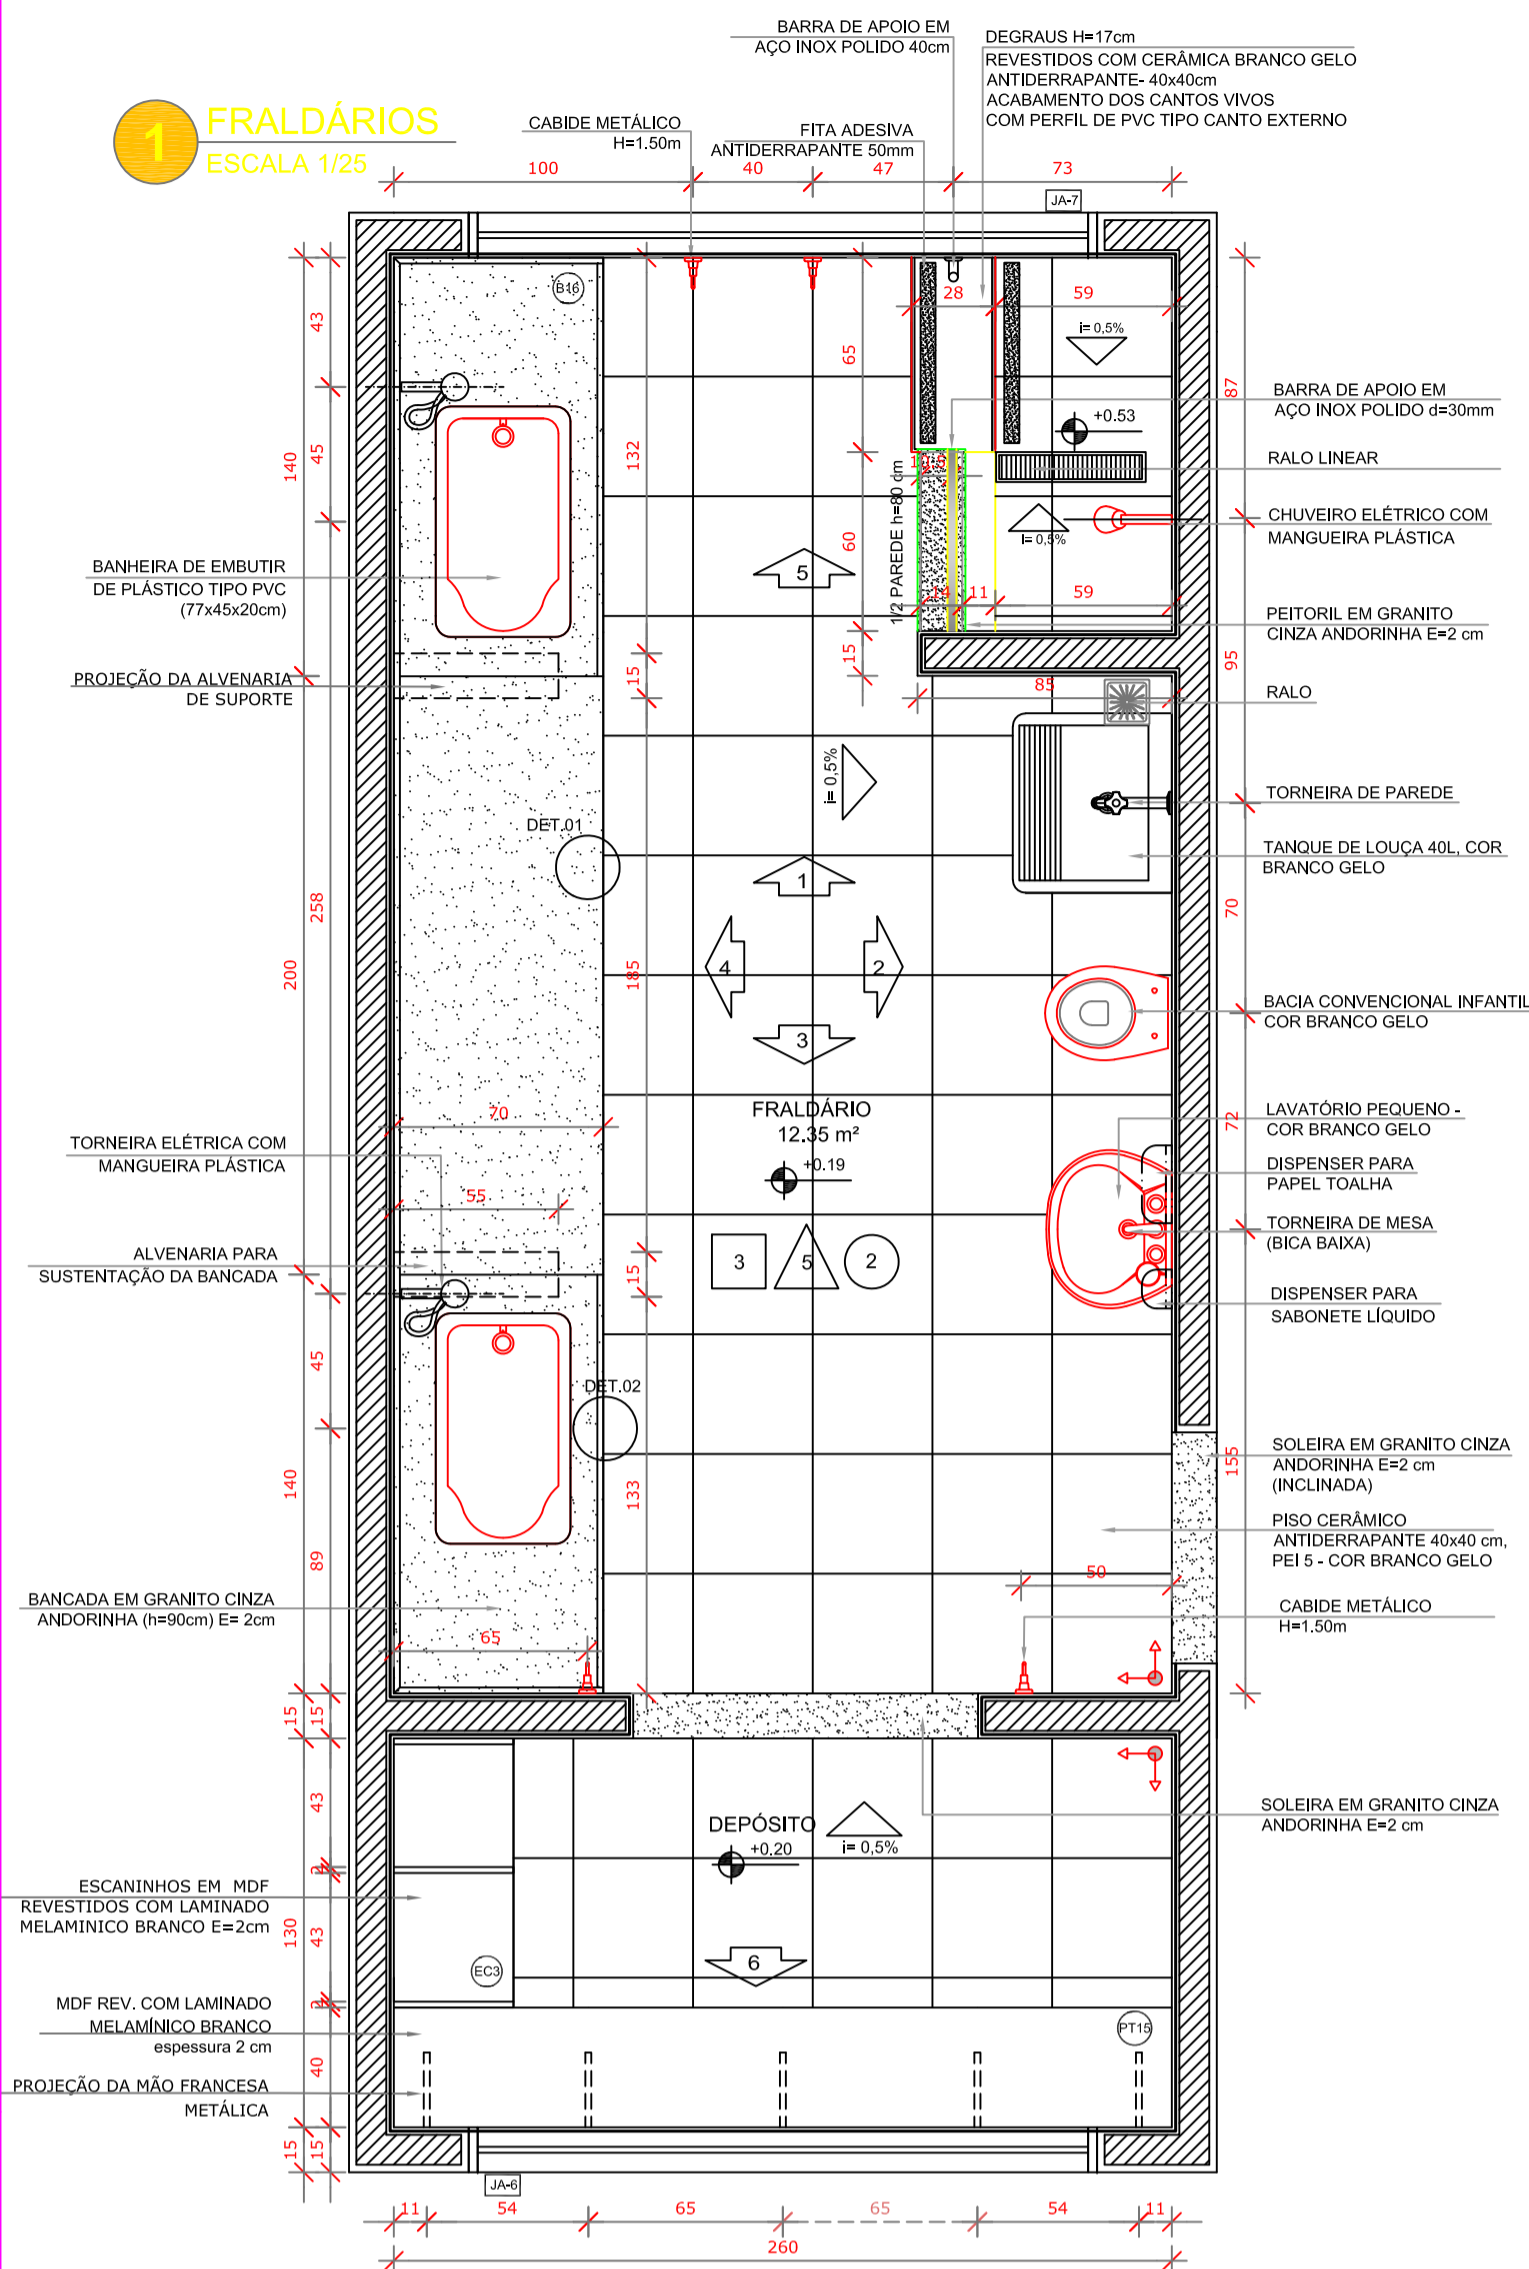 1
FRALDÁRIOS
ESCALA 1/25
BARRA DE APOIO EM
AÇO INOX POLIDO 40cm
DEGRAUS H=17cm
REVESTIDOS COM CERÂMICA BRANCO GELO
ANTIDERRAPANTE- 40x40cm
ACABAMENTO DOS CANTOS VIVOS
COM PERFIL DE PVC TIPO CANTO EXTERNO
CABIDE METÁLICO
H=1.50m
FITA ADESIVA
ANTIDERRAPANTE 50mm
100
40
47
73
JA-7
B16
28
59
i= 0,5%
+0.53
43
45
140
132
65
60
15
87
BARRA DE APOIO EM
AÇO INOX POLIDO d=30mm
RALO LINEAR
CHUVEIRO ELÉTRICO COM
MANGUEIRA PLÁSTICA
i= 0,5%
1/2 PAREDE h=80 cm
14
11
59
5
PEITORIL EM GRANITO
CINZA ANDORINHA E=2 cm
BANHEIRA DE EMBUTIR
DE PLÁSTICO TIPO PVC
(77x45x20cm)
PROJEÇÃO DA ALVENARIA
DE SUPORTE
15
85
95
RALO
i= 0,5%
TORNEIRA DE PAREDE
DET.01
TANQUE DE LOUÇA 40L, COR
BRANCO GELO
1
258
70
200
185
4
2
3
BACIA CONVENCIONAL INFANTIL
COR BRANCO GELO
70
FRALDÁRIO
12.35 m²
+0.19
72
LAVATÓRIO PEQUENO -
COR BRANCO GELO
TORNEIRA ELÉTRICA COM
MANGUEIRA PLÁSTICA
DISPENSER PARA
PAPEL TOALHA
55
TORNEIRA DE MESA
(BICA BAIXA)
ALVENARIA PARA
SUSTENTAÇÃO DA BANCADA
15
3
5
2
DISPENSER PARA
SABONETE LÍQUIDO
45
DET.02
140
133
155
SOLEIRA EM GRANITO CINZA
ANDORINHA E=2 cm
(INCLINADA)
PISO CERÂMICO
ANTIDERRAPANTE 40x40 cm,
PEI 5 - COR BRANCO GELO
89
50
BANCADA EM GRANITO CINZA
ANDORINHA (h=90cm) E= 2cm
CABIDE METÁLICO
H=1.50m
65
15
15
43
DEPÓSITO
+0.20
i= 0,5%
SOLEIRA EM GRANITO CINZA
ANDORINHA E=2 cm
ESCANINHOS EM MDF
REVESTIDOS COM LAMINADO
MELAMINICO BRANCO E=2cm
130
43
6
EC3
MDF REV. COM LAMINADO
MELAMÍNICO BRANCO
espessura 2 cm
PT15
40
PROJEÇÃO DA MÃO FRANCESA
METÁLICA
15
15
JA-6
11
54
65
65
54
11
260